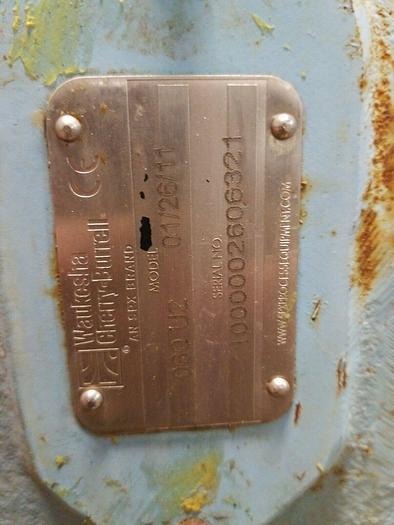 Waukesha
Cherry-Burrell CE
® AN SPX BRAND
MODEL
060 U2 01/26/11
SERIAL NO.
1000002606321
WWW.SPXPROCESSEQUIPMENT.COM